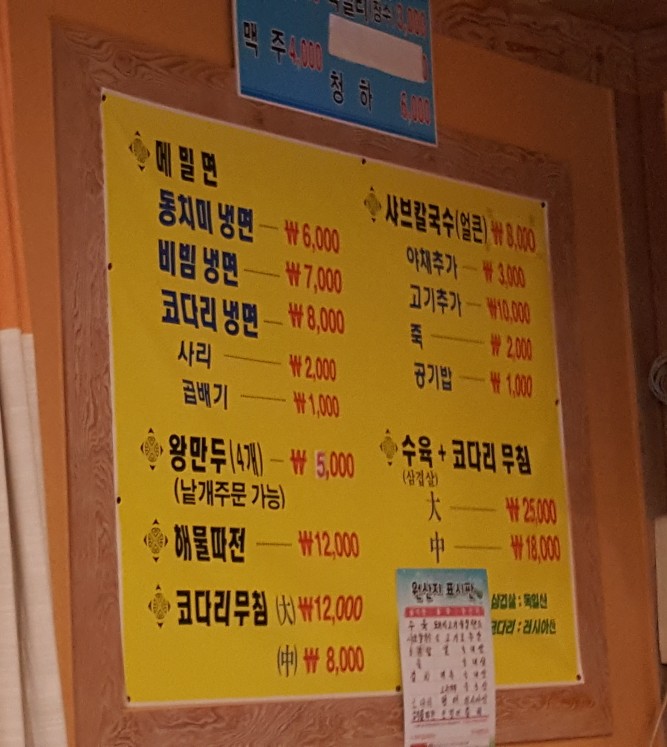 맥 주 4,000
청 하 5,000
메 밀 면
동치미 냉면 ₩ 6,000
비빔 냉면 ₩ 7,000
코다리 냉면 ₩ 8,000
사리 ₩ 2,000
곱배기 ₩ 1,000
왕만두 (4개) ₩ 5,000
(낱개주문 가능)
해물파전 ₩12,000
코다리무침 (大) ₩12,000
(中) ₩ 8,000
샤브칼국수(얼큰) ₩ 8,000
야채추가 ₩ 3,000
고기추가 ₩10,000
죽 ₩ 2,000
공기밥 ₩ 1,000
수육 + 코다리 무침
(삼겹살)
大 ₩ 25,000
中 ₩ 18,000
삼겹살 : 독일산
코다리 : 러시아산
원산지 표시판